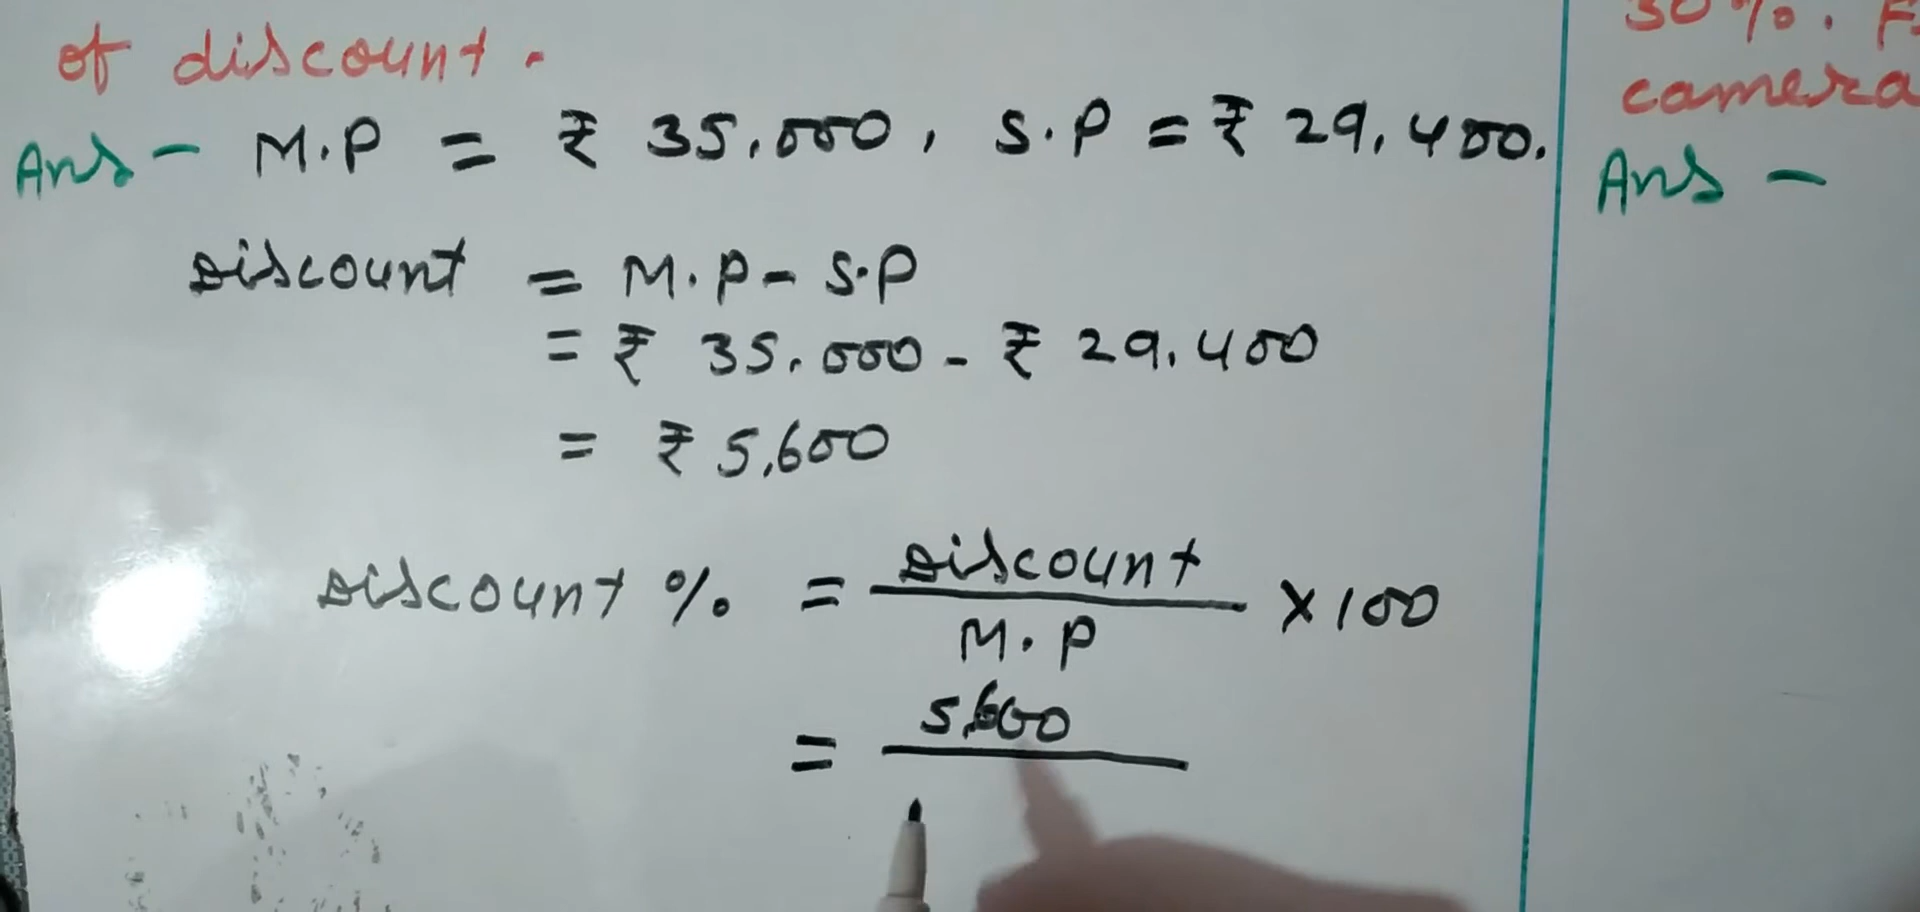 of discount.
Ans- M.P = ₹ 35,000, S.P = ₹ 29,400.
Discount = M.P - S.P
= ₹ 35,000 - ₹ 29,400
= ₹ 5,600
Discount % = Discount / M.P × 100
= 5,600
30%.
camera
Ans -